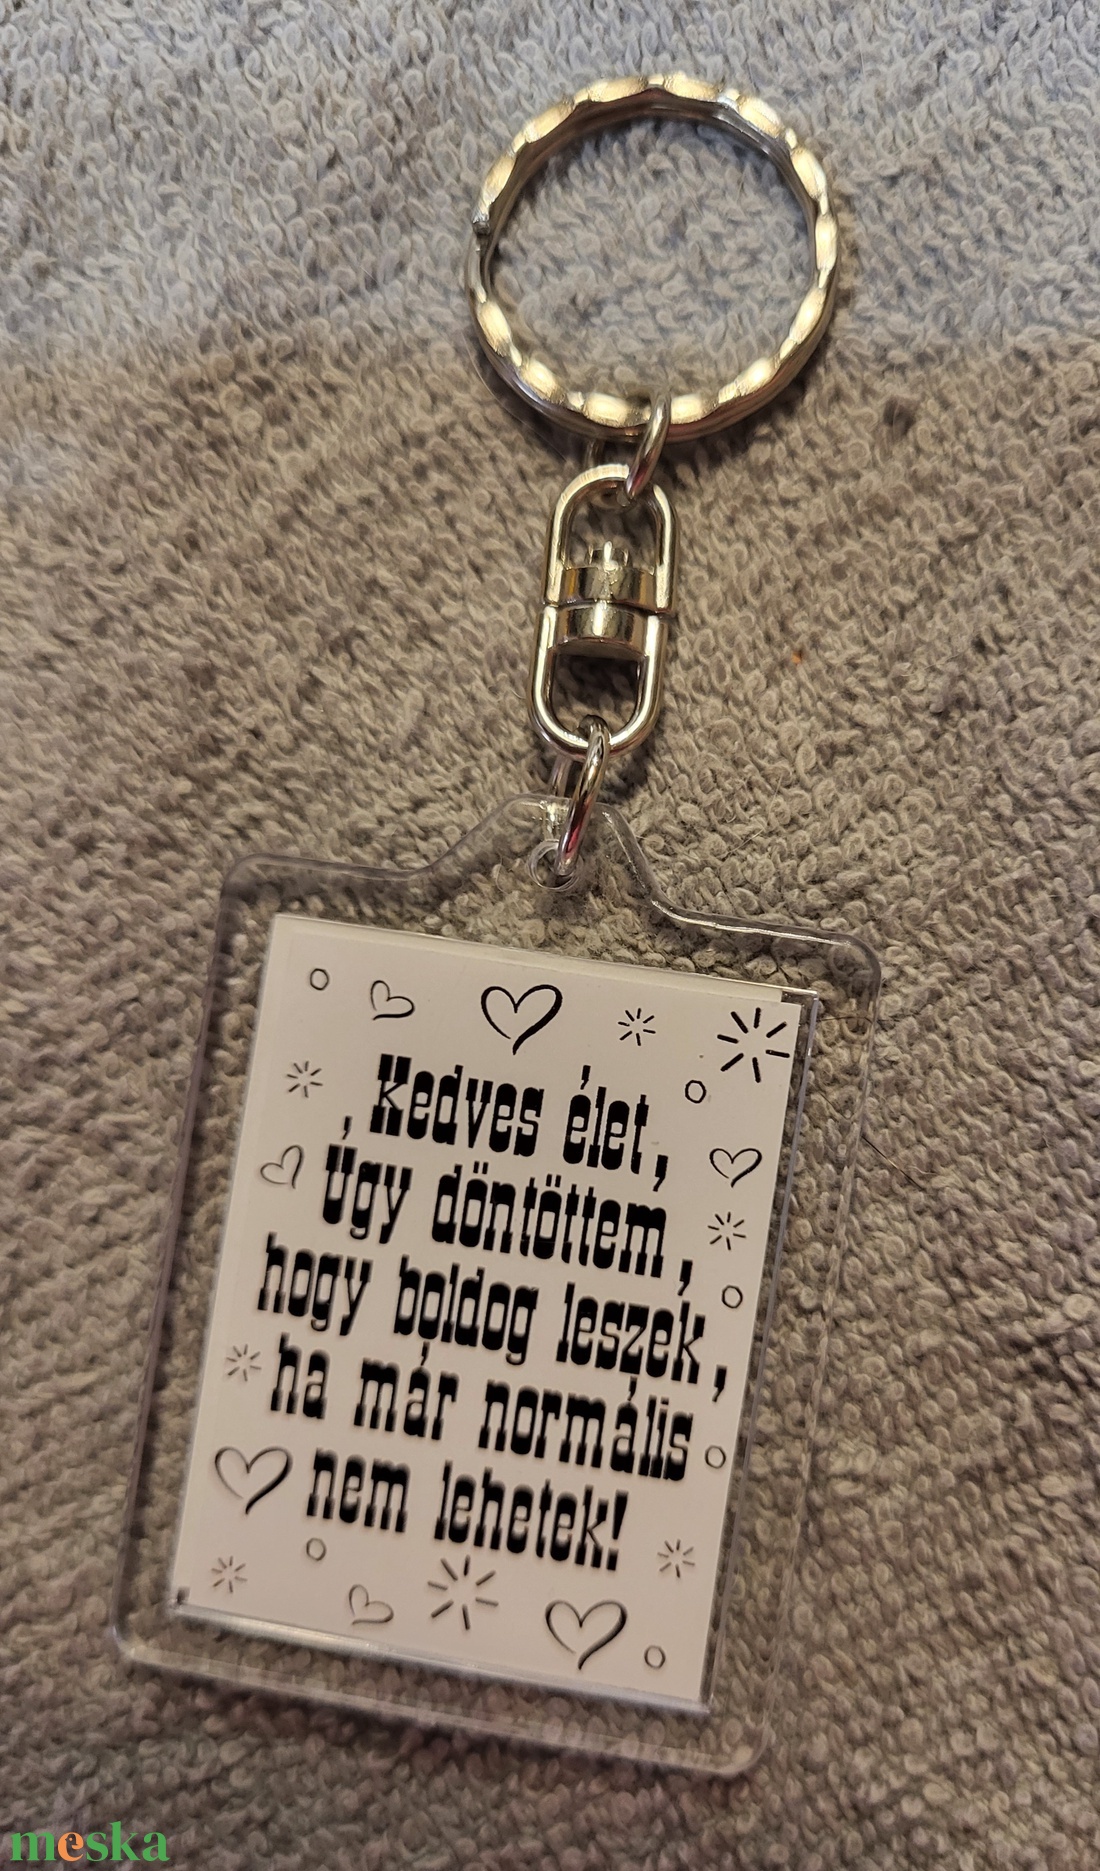 Kedves élet,
Úgy döntöttem,
hogy boldog leszek,
ha már normális
nem lehetek!
meska